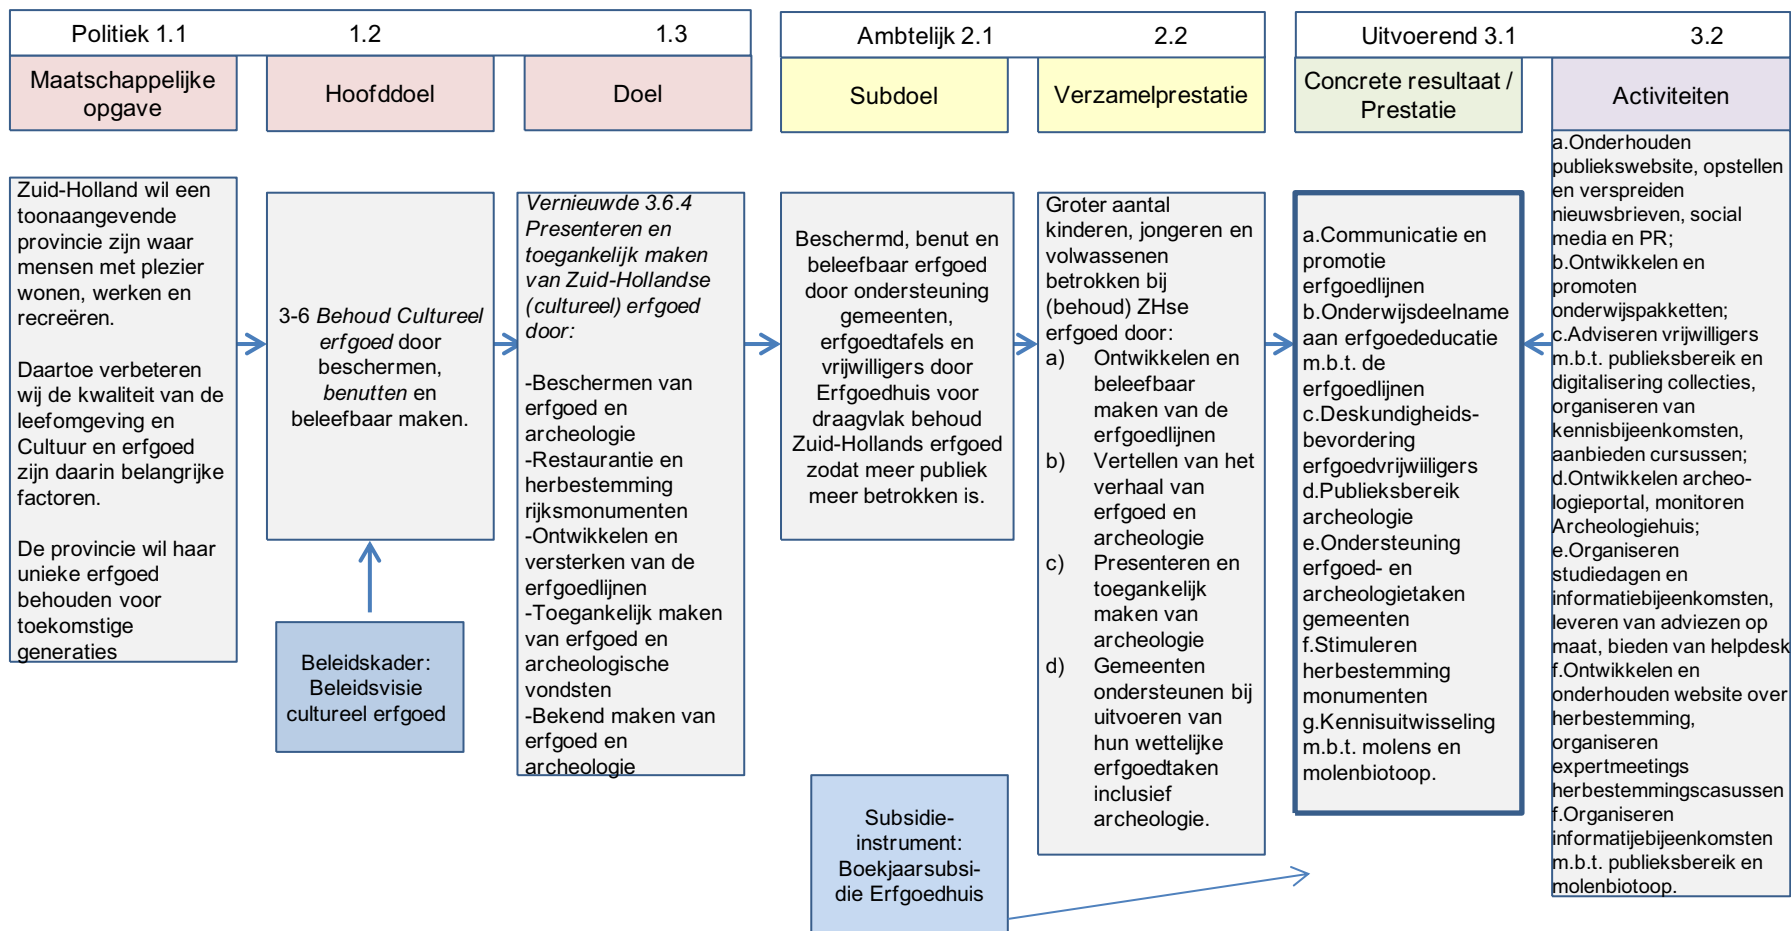 Politiek 1.1
1.2
1.3
Ambtelijk 2.1
2.2
Uitvoerend 3.1
3.2
Maatschappelijke
opgave
Hoofddoel
Doel
Subdoel
Verzamelprestatie
Concrete resultaat /
Prestatie
Activiteiten
Zuid-Holland wil een
toonaangevende
provincie zijn waar
mensen met plezier
wonen, werken en
recreëren.
Daartoe verbeteren
wij de kwaliteit van de
leefomgeving en
Cultuur en erfgoed
zijn daarin belangrijke
factoren.
De provincie wil haar
unieke erfgoed
behouden voor
toekomstige
generaties
3-6 Behoud Cultureel
erfgoed door
beschermen,
benutten en
beleefbaar maken.
Beleidskader:
Beleidsvisie
cultureel erfgoed
Vernieuwde 3.6.4
Presenteren en
toegankelijk maken
van Zuid-Hollandse
(cultureel) erfgoed
door:
-Beschermen van
erfgoed en
archeologie
-Restaurantie en
herbestemming
rijksmonumenten
-Ontwikkelen en
versterken van de
erfgoedlijnen
-Toegankelijk maken
van erfgoed en
archeologische
vondsten
-Bekend maken van
erfgoed en
archeologie
Beschermd, benut en
beleefbaar erfgoed
door ondersteuning
gemeenten,
erfgoedtafels en
vrijwilligers door
Erfgoedhuis voor
draagvlak behoud
Zuid-Hollands erfgoed
zodat meer publiek
meer betrokken is.
Subsidie-
instrument:
Boekjaarsubsi-
die Erfgoedhuis
Groter aantal
kinderen, jongeren en
volwassenen
betrokken bij
(behoud) ZHse
erfgoed door:
a) Ontwikkelen en
beleefbaar
maken van de
erfgoedlijnen
b) Vertellen van het
verhaal van
erfgoed en
archeologie
c) Presenteren en
toegankelijk
maken van
archeologie
d) Gemeenten
ondersteunen bij
uitvoeren van
hun wettelijke
erfgoedtaken
inclusief
archeologie.
a.Communicatie en
promotie
erfgoedlijnen
b.Onderwijsdeelname
aan erfgoededucatie
m.b.t. de
erfgoedlijnen
c.Deskundigheids-
bevordering
erfgoedvrijwiiligers
d.Publieksbereik
archeologie
e.Ondersteuning
erfgoed- en
archeologietaken
gemeenten
f.Stimuleren
herbestemming
monumenten
g.Kennisuitwisseling
m.b.t. molens en
molenbiotoop.
a.Onderhouden
publiekswebsite, opstellen
en verspreiden
nieuwsbrieven, social
media en PR;
b.Ontwikkelen en
promoten
onderwijspakketten;
c.Adviseren vrijwilligers
m.b.t. publieksbereik en
digitalisering collecties,
organiseren van
kennisbijeenkomsten,
aanbieden cursussen;
d.Ontwikkelen archeo-
logieportal, monitoren
Archeologiehuis;
e.Organiseren
studiedagen en
informatiebijeenkomsten,
leveren van adviezen op
maat, bieden van helpdesk
f.Ontwikkelen en
onderhouden website over
herbestemming,
organiseren
expertmeetings
herbestemmingscasussen
f.Organiseren
informatijebijeenkomsten
m.b.t. publieksbereik en
molenbiotoop.